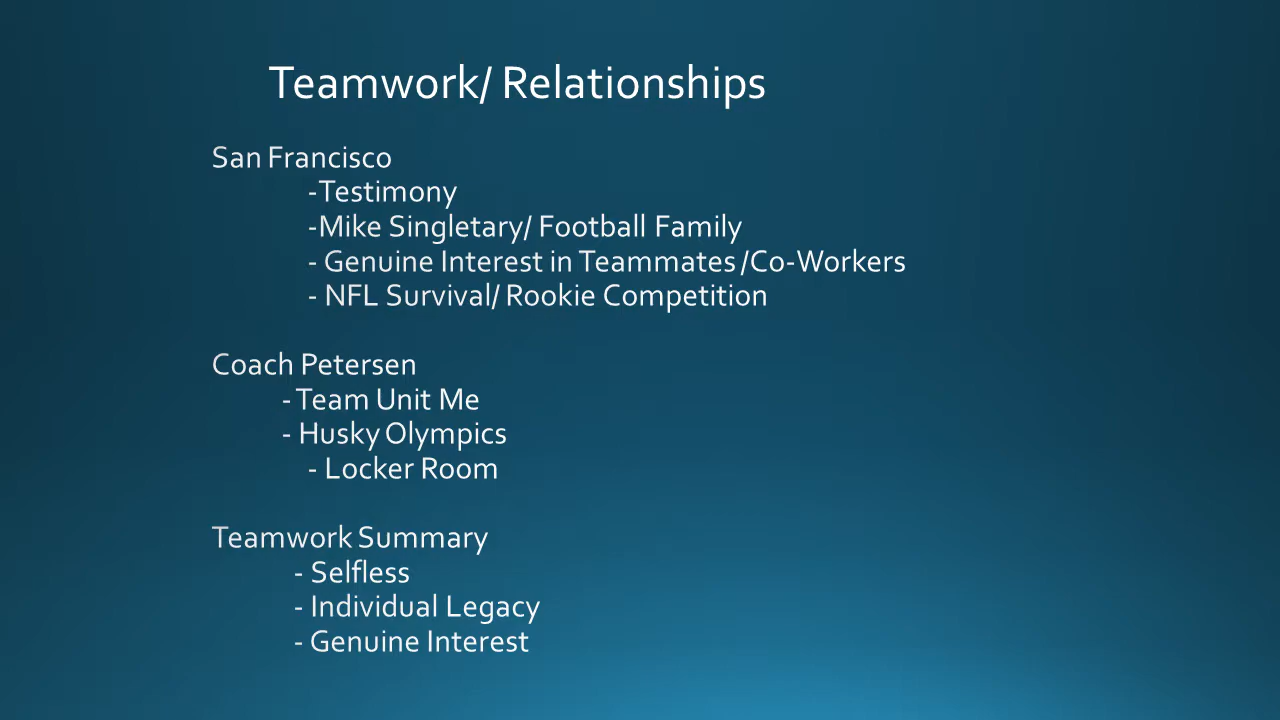 Teamwork/ Relationships
San Francisco
-Testimony
-Mike Singletary/ Football Family
- Genuine Interest in Teammates /Co-Workers
- NFL Survival/ Rookie Competition
Coach Petersen
- Team Unit Me
- Husky Olympics
- Locker Room
Teamwork Summary
- Selfless
- Individual Legacy
- Genuine Interest